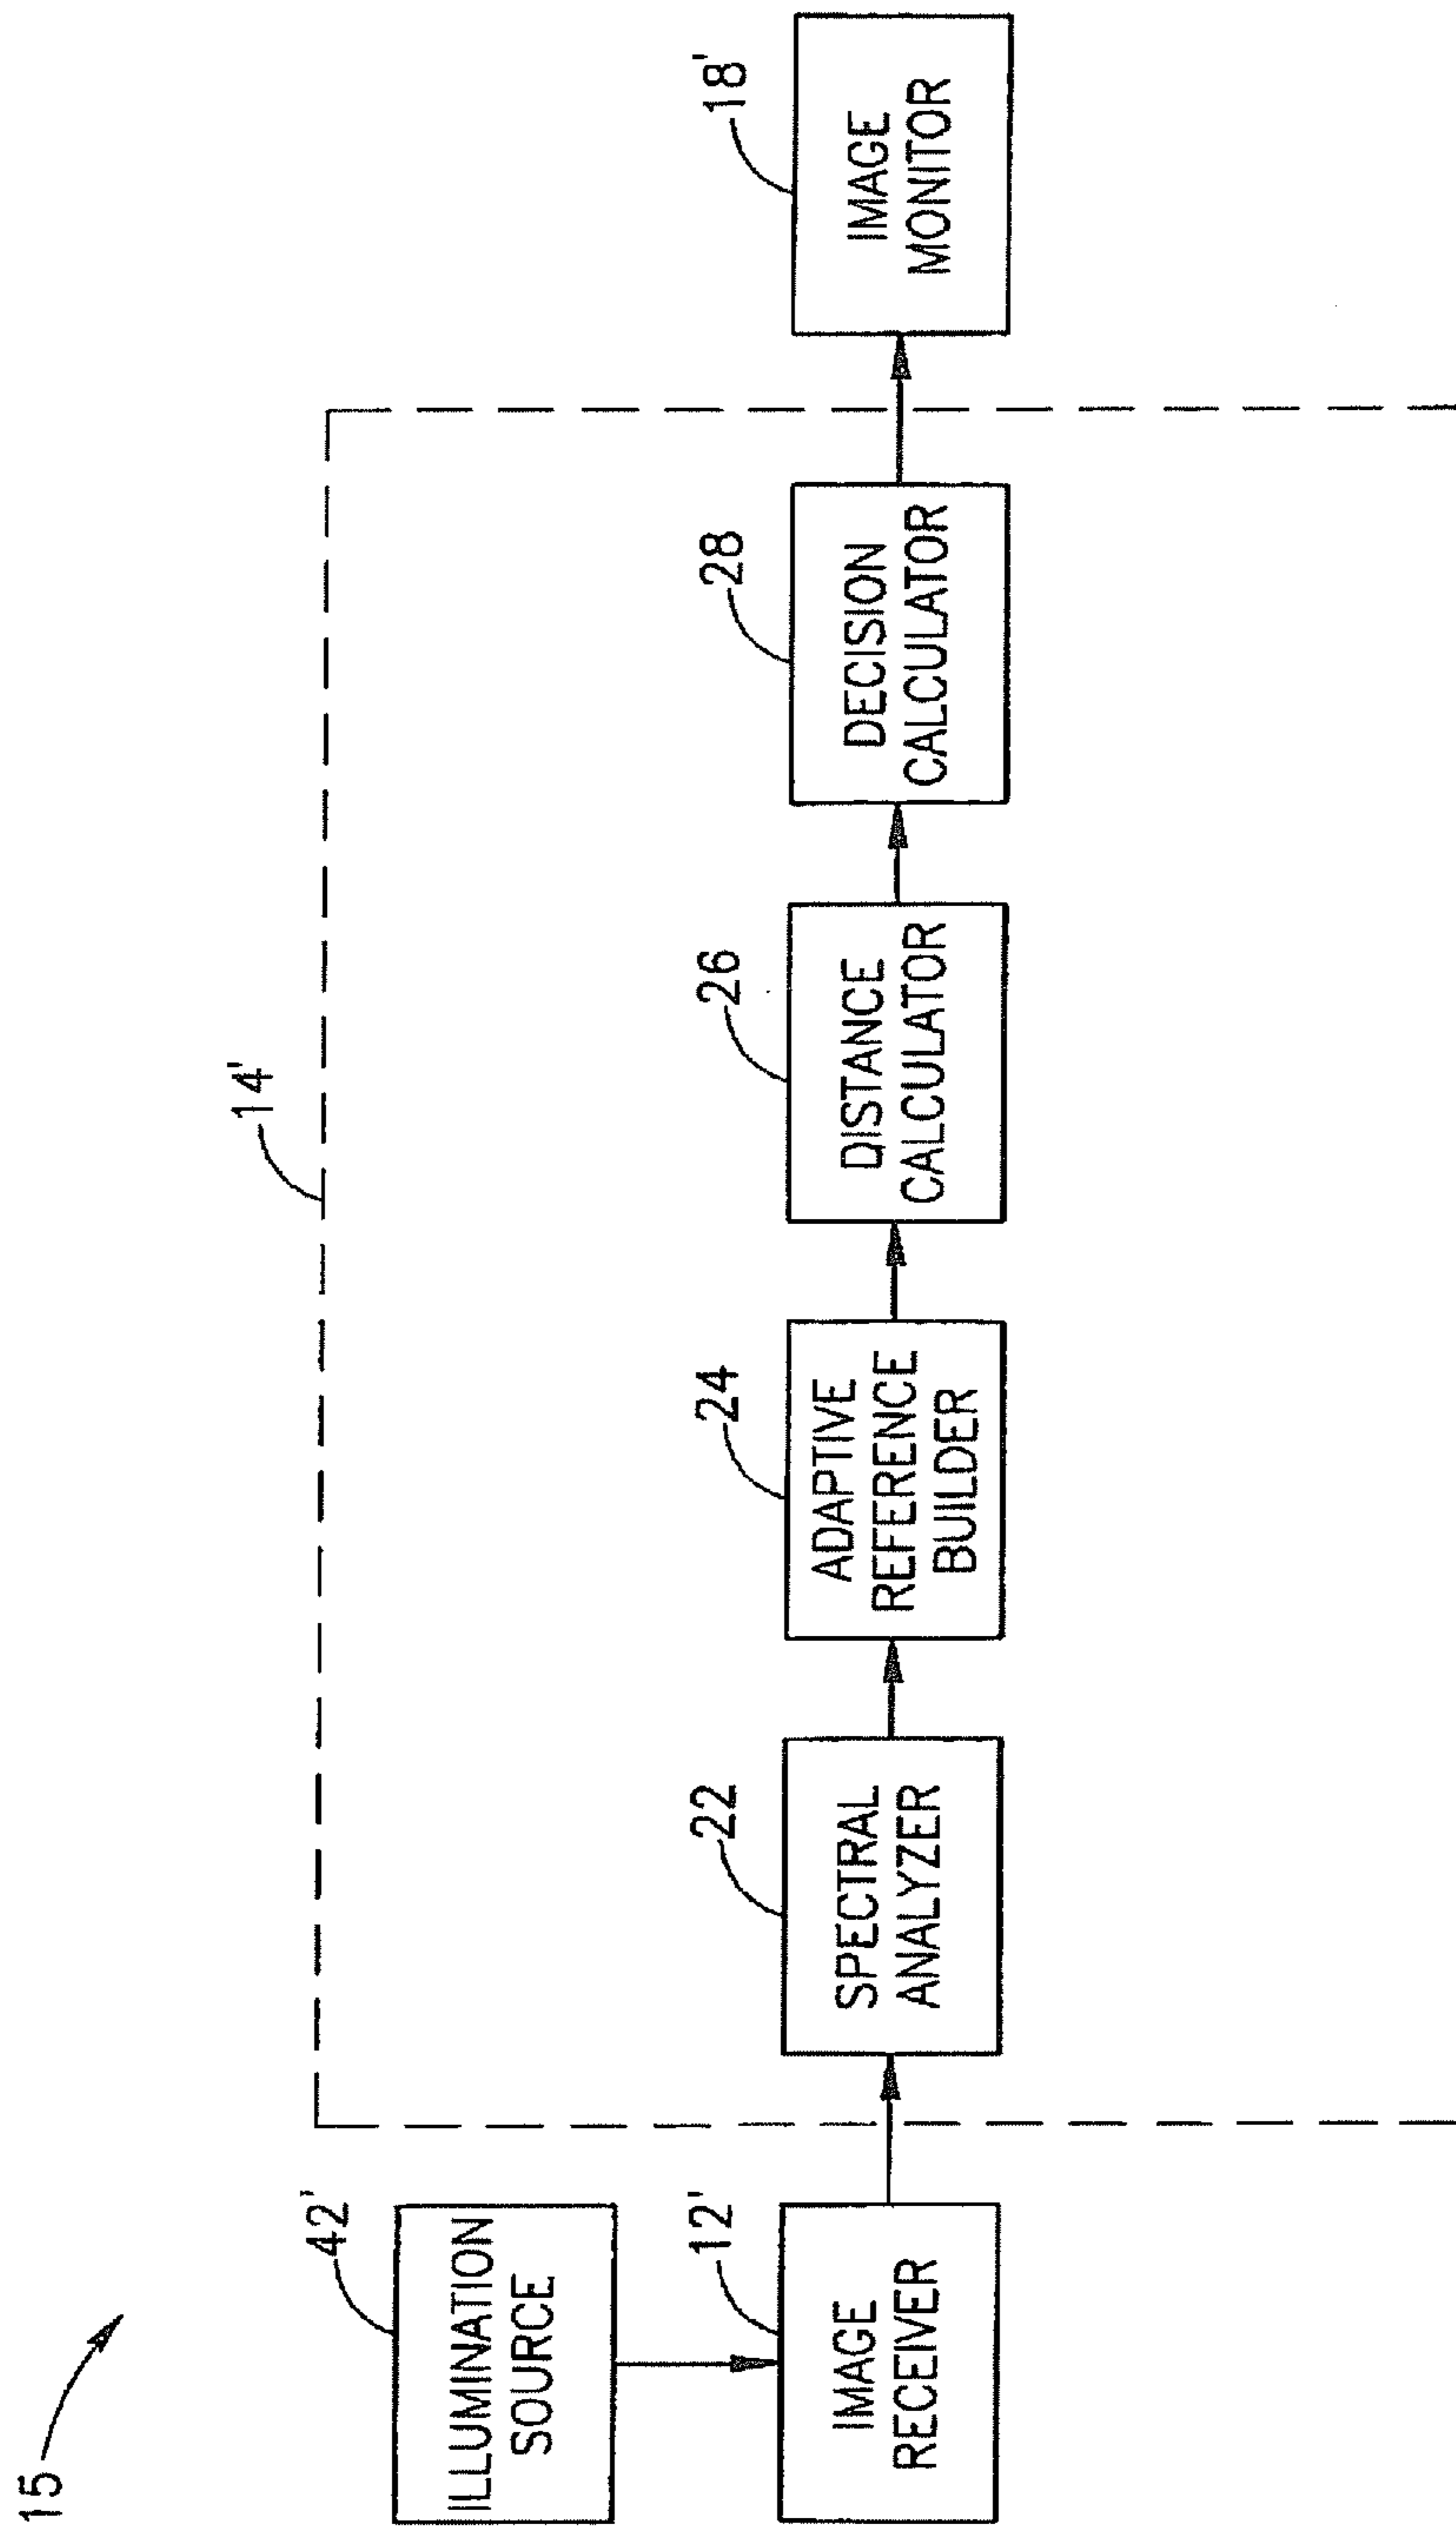 15
42'
ILLUMINATION
SOURCE
12'
IMAGE
RECEIVER
14'
22
SPECTRAL
ANALYZER
24
ADAPTIVE
REFERENCE
BUILDER
26
DISTANCE
CALCULATOR
28
DECISION
CALCULATOR
18'
IMAGE
MONITOR